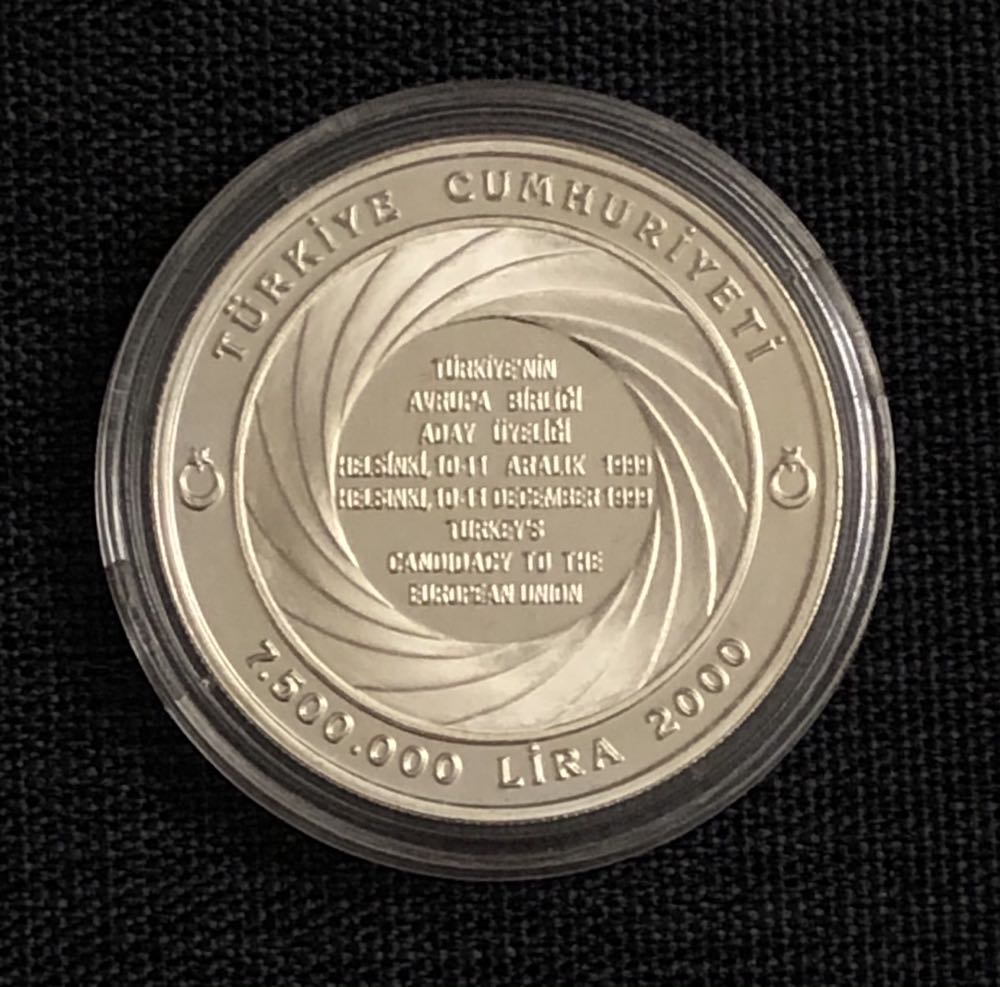 TÜRKİYE CUMHURİYETİ
TÜRKİYE'NİN
AVRUPA BİRLİĞİ
ADAY ÜYELİĞİ
HELSİNKİ, 10-11 ARALIK 1999
HELSINKI, 10-11 DECEMBER 1999
TURKEY'S
CANDIDACY TO THE
EUROPEAN UNION
7.500.000 LİRA 2000